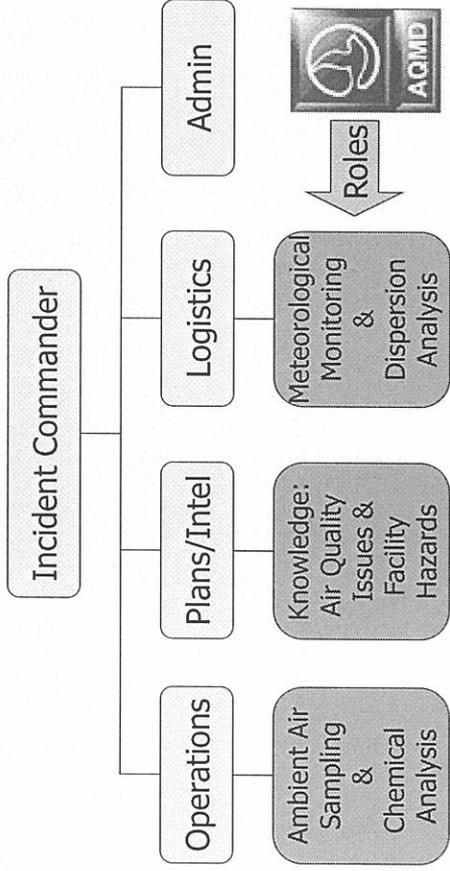 Incident Commander
Operations
Plans/Intel
Logistics
Admin
Ambient Air
Sampling
&
Chemical
Analysis
Knowledge:
Air Quality
Issues &
Facility
Hazards
Meteorological
Monitoring
&
Dispersion
Analysis
Roles
AQMD